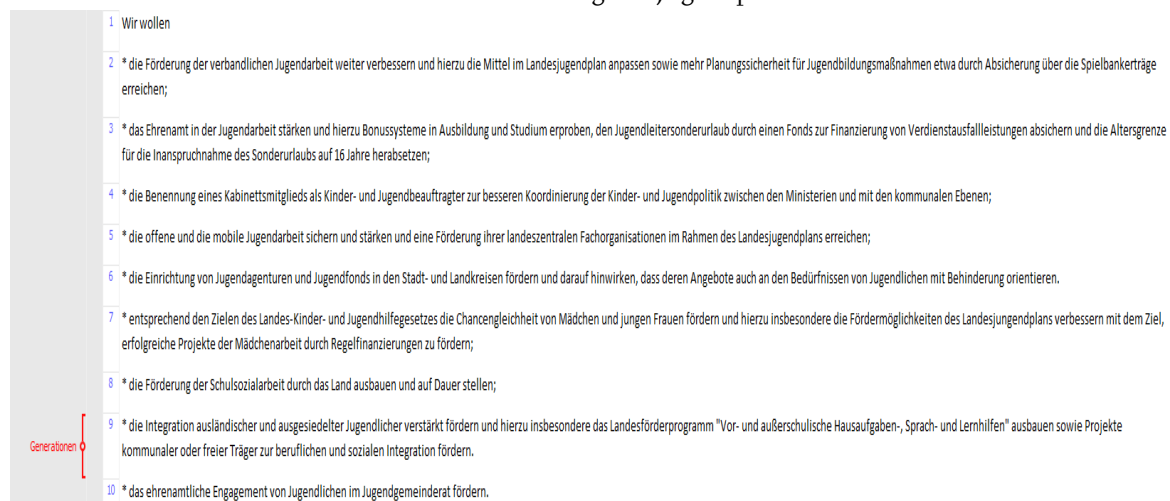 1 Wir wollen
2 * die Förderung der verbandlichen Jugendarbeit weiter verbessern und hierzu die Mittel im Landesjugendplan anpassen sowie mehr Planungssicherheit für Jugendbildungsmaßnahmen etwa durch Absicherung über die Spielbankerträge
erreichen;
3 * das Ehrenamt in der Jugendarbeit stärken und hierzu Bonussysteme in Ausbildung und Studium erproben, den Jugendleitersonderurlaub durch einen Fonds zur Finanzierung von Verdienstausfallleistungen absichern und die Altersgrenze
für die Inanspruchnahme des Sonderurlaubs auf 16 Jahre herabsetzen;
4 * die Benennung eines Kabinettsmitglieds als Kinder- und Jugendbeauftragter zur besseren Koordinierung der Kinder- und Jugendpolitik zwischen den Ministerien und mit den kommunalen Ebenen;
5 * die offene und die mobile Jugendarbeit sichern und stärken und eine Förderung ihrer landeszentralen Fachorganisationen im Rahmen des Landesjugendplans erreichen;
6 * die Einrichtung von Jugendagenturen und Jugendfonds in den Stadt- und Landkreisen fördern und darauf hinwirken, dass deren Angebote auch an den Bedürfnissen von Jugendlichen mit Behinderung orientieren.
7 * entsprechend den Zielen des Landes-Kinder- und Jugendhilfegesetzes die Chancengleichheit von Mädchen und jungen Frauen fördern und hierzu insbesondere die Fördermöglichkeiten des Landesjungendplans verbessern mit dem Ziel,
erfolgreiche Projekte der Mädchenarbeit durch Regelfinanzierungen zu fördern;
8 * die Förderung der Schulsozialarbeit durch das Land ausbauen und auf Dauer stellen;
9 * die Integration ausländischer und ausgesiedelter Jugendlicher verstärkt fördern und hierzu insbesondere das Landesförderprogramm "Vor- und außerschulische Hausaufgaben-, Sprach- und Lernhilfen" ausbauen sowie Projekte
Generationen
kommunaler oder freier Träger zur beruflichen und sozialen Integration fördern.
10 * das ehrenamtliche Engagement von Jugendlichen im Jugendgemeinderat fördern.